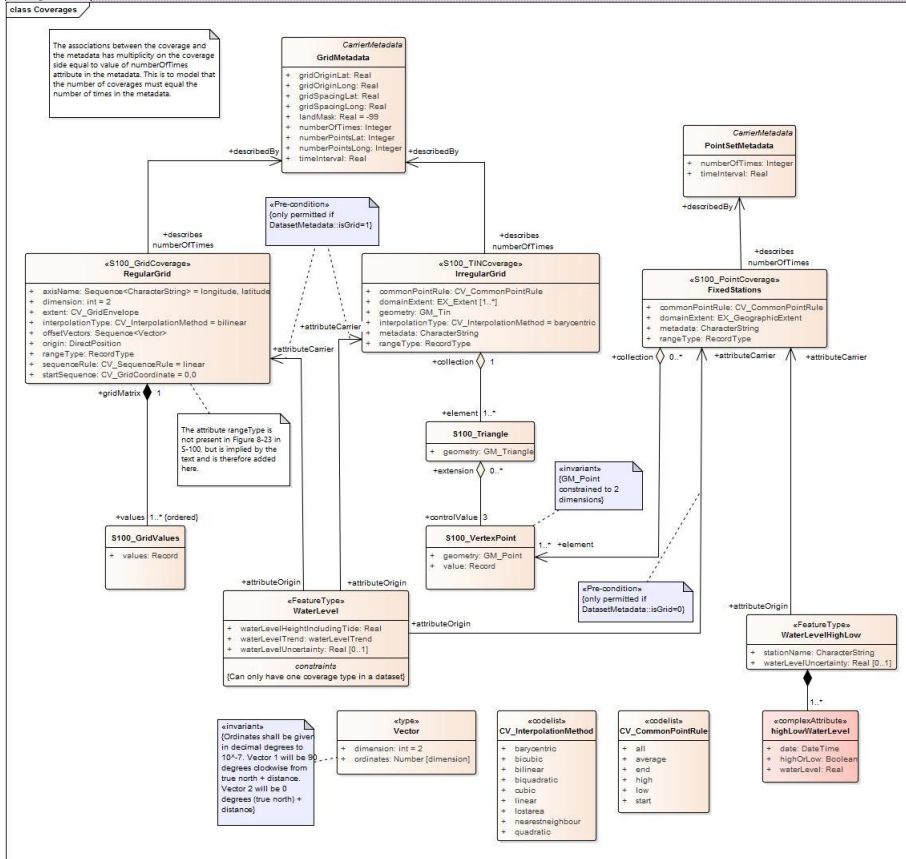 class Coverages
The associations between the coverage and
the metadata has multiplicity on the coverage
side equal to value of numberOfTimes
attribute in the metadata. This is to model that
the number of coverages must equal the
number of times in the metadata.
CarrierMetadata
GridMetadata
+ gridOriginLat: Real
+ gridOriginLong: Real
+ gridSpacingLat: Real
+ gridSpacingLong: Real
+ landMask: Real = -99
+ numberOfTimes: Integer
+ numberPointsLat: Integer
+ numberPointsLong: Integer
+ timeInterval: Real
CarrierMetadata
PointSetMetadata
+ numberOfTimes: Integer
+ timeInterval: Real
+describedBy
+describedBy
+describedBy
«Pre-condition»
{only permitted if
DatasetMetadata::isGrid=1}
+describes
numberOfTimes
+describes
numberOfTimes
+describes
numberOfTimes
«S100_GridCoverage»
RegularGrid
+ axisName: Sequence<CharacterString> = longitude, latitude
+ dimension: int = 2
+ extent: CV_GridEnvelope
+ interpolationType: CV_InterpolationMethod = bilinear
+ offsetVectors: Sequence<Vector>
+ origin: DirectPosition
+ rangeType: RecordType
+ sequenceRule: CV_SequenceRule = linear
+ startSequence: CV_GridCoordinate = 0,0
«S100_TINCoverage»
IrregularGrid
+ commonPointRule: CV_CommonPointRule
+ domainExtent: EX_Extent [1..*]
+ geometry: GM_Tin
+ interpolationType: CV_InterpolationMethod = barycentric
+ metadata: CharacterString
+ rangeType: RecordType
«S100_PointCoverage»
FixedStations
+ commonPointRule: CV_CommonPointRule
+ domainExtent: EX_GeographicExtent
+ metadata: CharacterString
+ rangeType: RecordType
+attributeCarrier
+attributeCarrier
+attributeCarrier
+attributeCarrier
+gridMatrix 1
+collection 1
+collection 0..*
The attribute rangeType is
not present in Figure 8-23 in
S-100, but is implied by the
text and is therefore added
here.
+element 1..*
S100_Triangle
+ geometry: GM_Triangle
+extension 0..*
«invariant»
{GM_Point
constrained to 2
dimensions}
+values 1..* {ordered}
S100_GridValues
+ values: Record
+controlValue 3
S100_VertexPoint
+ geometry: GM_Point
+ value: Record
1..* +element
+attributeOrigin
+attributeOrigin
«FeatureType»
WaterLevel
+ waterLevelHeightIncludingTide: Real
+ waterLevelTrend: waterLevelTrend
+ waterLevelUncertainty: Real [0..1]
constraints
{Can only have one coverage type in a dataset}
+attributeOrigin
«Pre-condition»
{only permitted if
DatasetMetadata::isGrid=0}
+attributeOrigin
«FeatureType»
WaterLevelHighLow
+ stationName: CharacterString
+ waterLevelUncertainty: Real [0..1]
1..*
«complexAttribute»
highLowWaterLevel
+ date: DateTime
+ highOrLow: Boolean
+ waterLevel: Real
«invariant»
{Ordinates shall be given
in decimal degrees to
10^-7. Vector 1 will be 90
degrees clockwise from
true north + distance.
Vector 2 will be 0
degrees (true north) +
distance}
«type»
Vector
+ dimension: int = 2
+ ordinates: Number [dimension]
«codelist»
CV_InterpolationMethod
+ barycentric
+ bicubic
+ bilinear
+ biquadratic
+ cubic
+ linear
+ lostarea
+ nearestneighbour
+ quadratic
«codelist»
CV_CommonPointRule
+ all
+ average
+ end
+ high
+ low
+ start